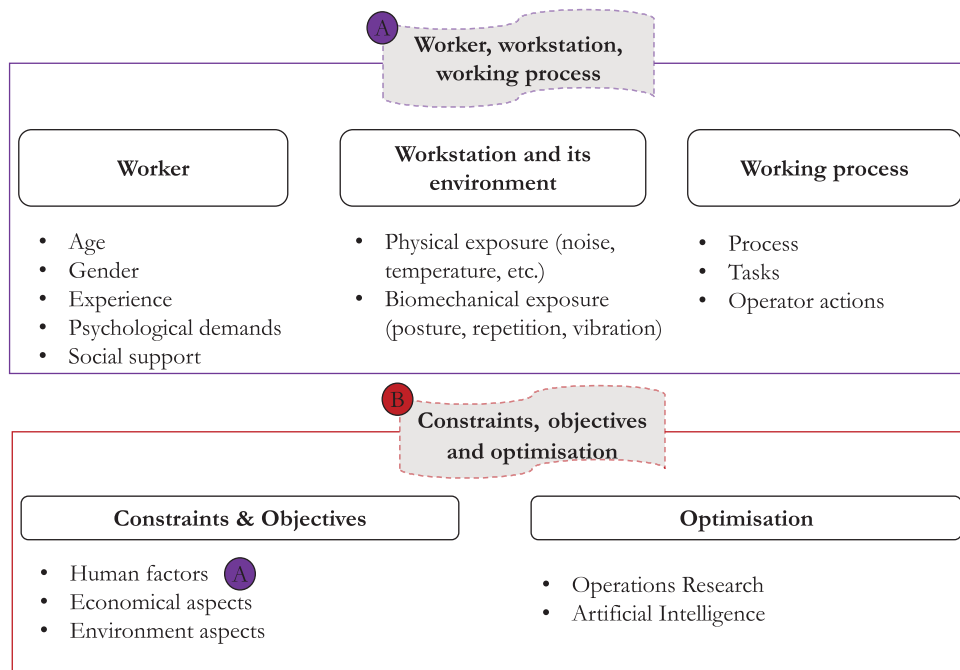 A
Worker, workstation,
working process
Worker
Workstation and its
environment
Working process
• Age
• Gender
• Experience
• Psychological demands
• Social support
• Physical exposure (noise,
temperature, etc.)
• Biomechanical exposure
(posture, repetition, vibration)
• Process
• Tasks
• Operator actions
B
Constraints, objectives
and optimisation
Constraints & Objectives
Optimisation
• Human factors A
• Economical aspects
• Environment aspects
• Operations Research
• Artificial Intelligence